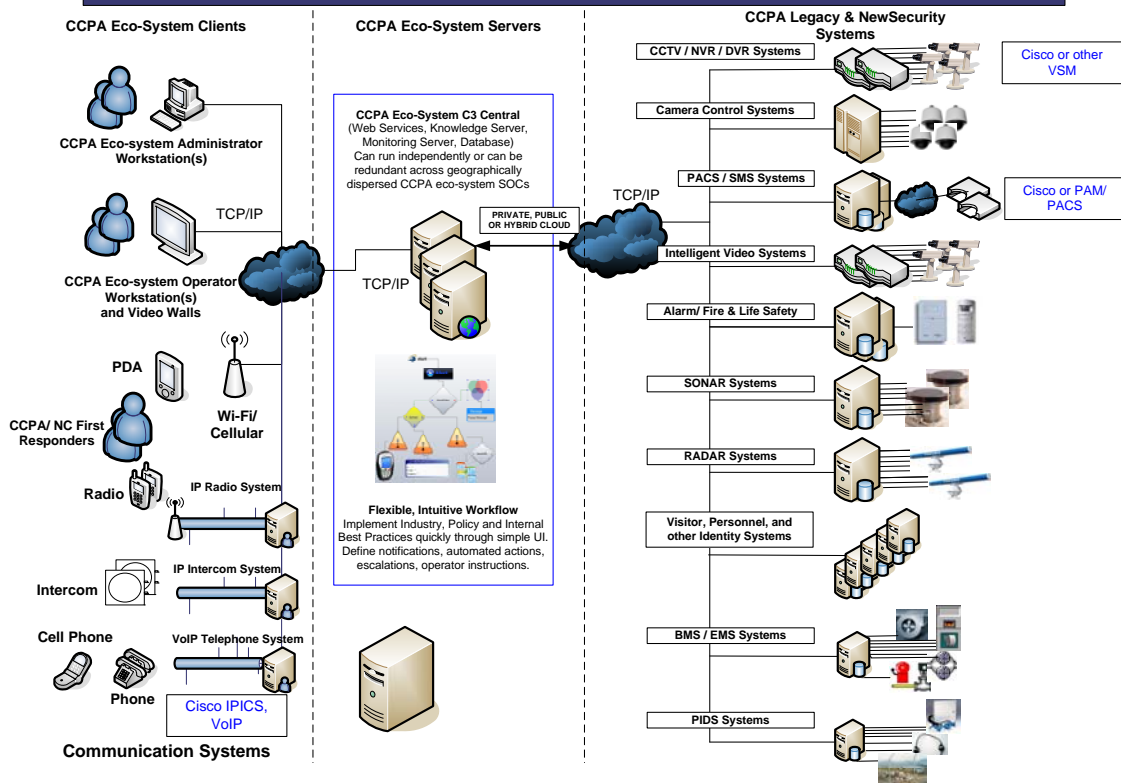 CCPA Eco-System Clients
CCPA Eco-system Administrator
Workstation(s)
TCP/IP
CCPA Eco-system Operator
Workstation(s)
and Video Walls
PDA
Wi-Fi/
Cellular
CCPA/ NC First
Responders
Radio
IP Radio System
Intercom
IP Intercom System
Cell Phone
Phone
VoIP Telephone System
Cisco IPICS,
VoIP
Communication Systems
CCPA Eco-System Servers
CCPA Eco-System C3 Central
(Web Services, Knowledge Server,
Monitoring Server, Database)
Can run independently or can be
redundant across geographically
dispersed CCPA eco-system SOCs
TCP/IP
PRIVATE, PUBLIC
OR HYBRID CLOUD
Flexible, Intuitive Workflow
Implement Industry, Policy and Internal
Best Practices quickly through simple UI.
Define notifications, automated actions,
escalations, operator instructions.
CCPA Legacy & NewSecurity
Systems
TCP/IP
CCTV / NVR / DVR Systems
Cisco or other
VSM
Camera Control Systems
PACS / SMS Systems
Cisco or PAM/
PACS
Intelligent Video Systems
Alarm/ Fire & Life Safety
SONAR Systems
RADAR Systems
Visitor, Personnel, and
other Identity Systems
BMS / EMS Systems
PIDS Systems